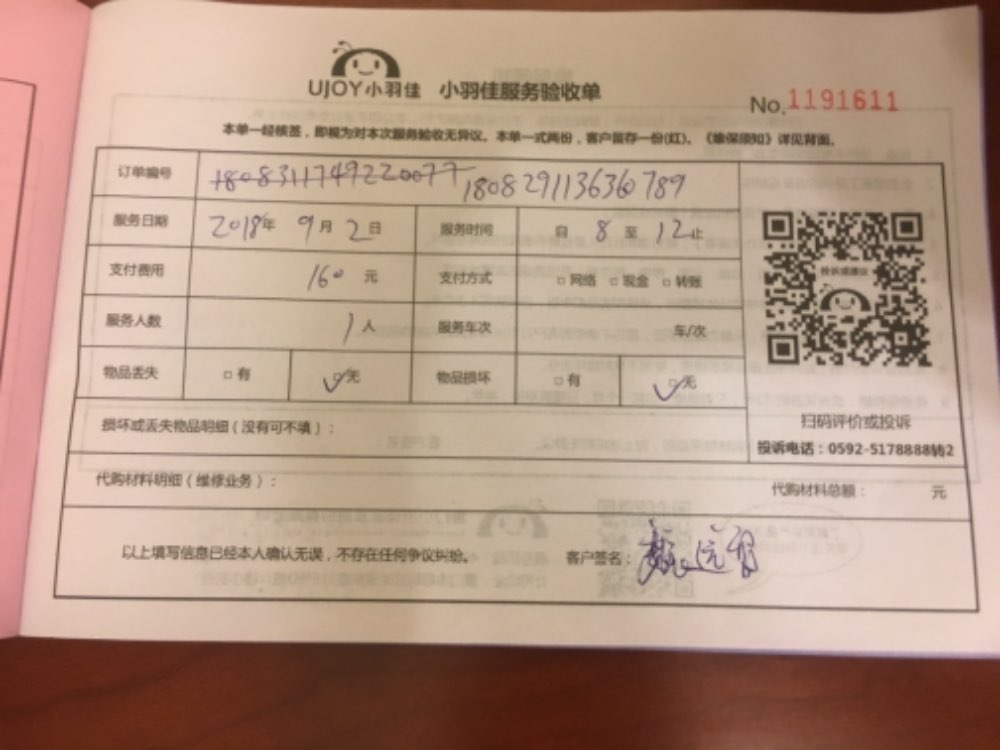 UJOY小羽佳 小羽佳服务验收单
No.1191611
本单一经核签，即视为对本次服务验收无异议。本单一式两份，客户留存一份(红)。《维保须知》详见背面。
订单编号 18083117492220077 180829113636789
服务日期 2018年 9月 2日 服务时间 自 8 至 12止
支付费用 160 元 支付方式 □网络 □现金 □转账
服务人数 1人 服务车次 车/次
物品丢失 □有 □无 物品损坏 □有 □无
损坏或丢失物品明细（没有可不填）：
投诉或建议
扫码评价或投诉
投诉电话：0592-5178888转2
代购材料明细（维修业务）： 代购材料总额： 元
以上填写信息已经本人确认无误，不存在任何争议纠纷。 客户签名：